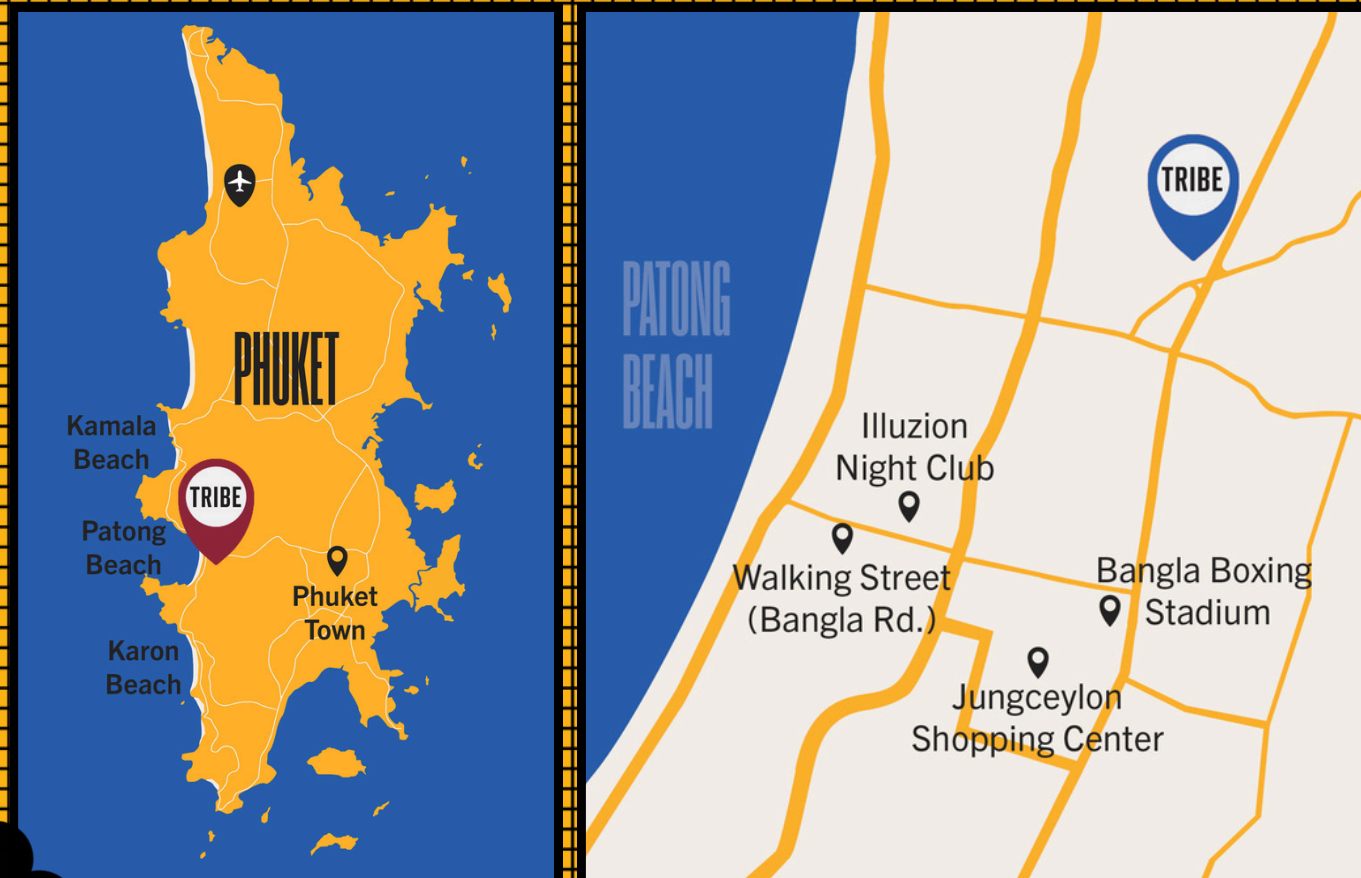 PHUKET
Kamala
Beach
TRIBE
Patong
Beach
Phuket
Town
Karon
Beach
TRIBE
PATONG
BEACH
Illuzion
Night Club
Walking Street
(Bangla Rd.)
Bangla Boxing
Stadium
Jungceylon
Shopping Center